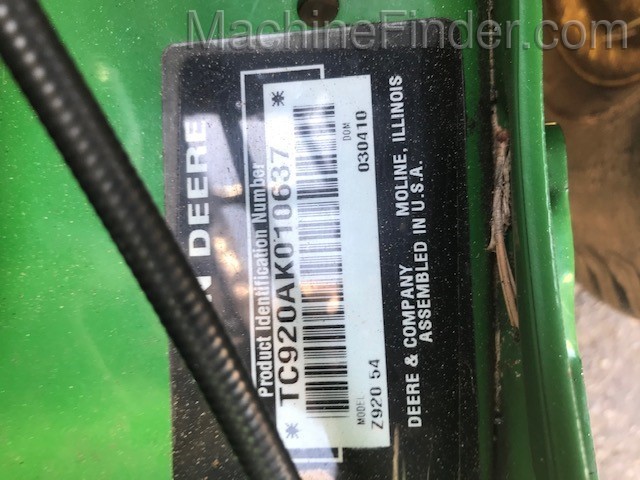 MachineFinder.com
N DEERE
Product Identification Number
*TC920AK010637*
MODEL DOM
Z920 54 030410
DEERE & COMPANY MOLINE, ILLINOIS
ASSEMBLED IN U.S.A.